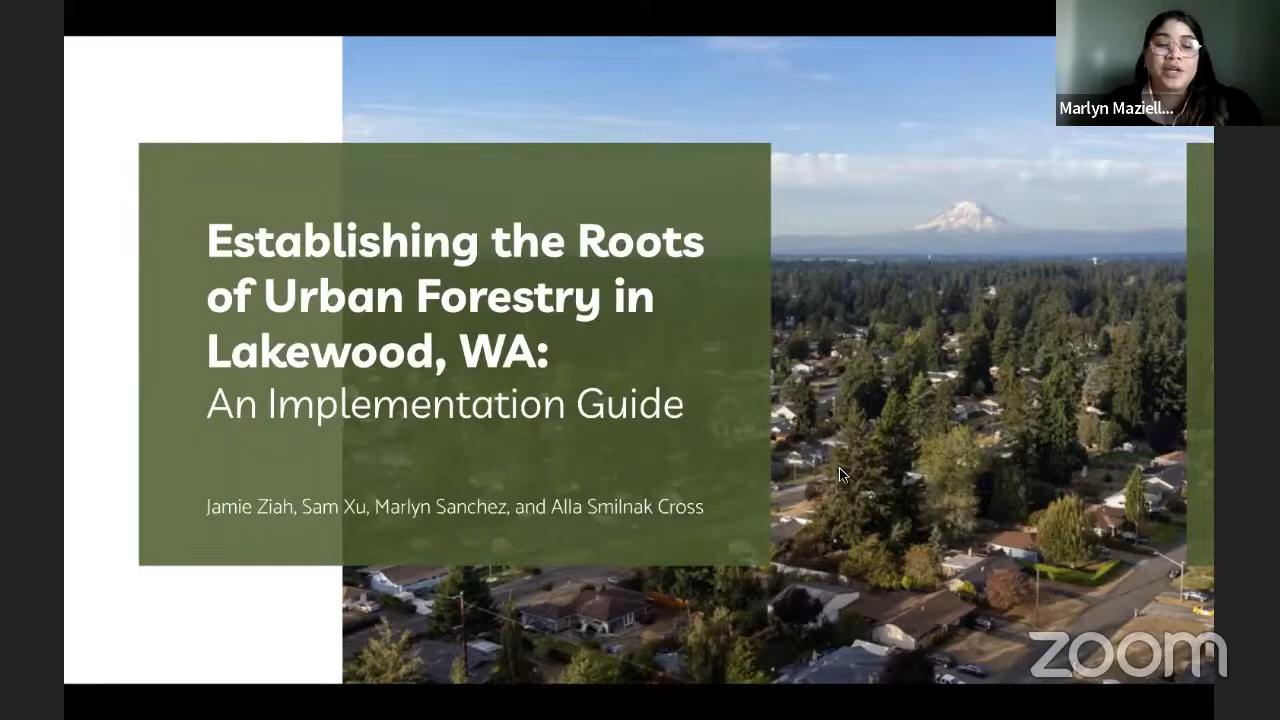 Marlyn Maziell...
Establishing the Roots
of Urban Forestry in
Lakewood, WA:
An Implementation Guide
Jamie Ziah, Sam Xu, Marlyn Sanchez, and Alla Smilnak Cross
zoom